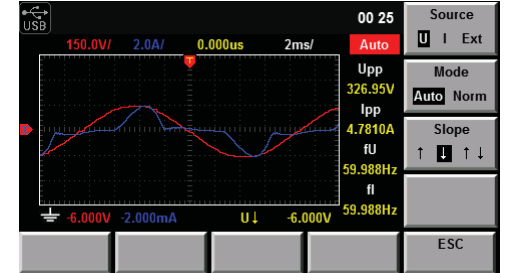 USB
00 25
Source
U I Ext
150.0V/ 2.0A/ 0.000us 2ms/ Auto
T
Upp
326.95V
Mode
Auto Norm
Ipp
4.7810A
Slope
↑ ↓ ↑↓
fU
59.988Hz
fI
59.988Hz
-6.000V -2.000mA U↓ -6.000V
ESC